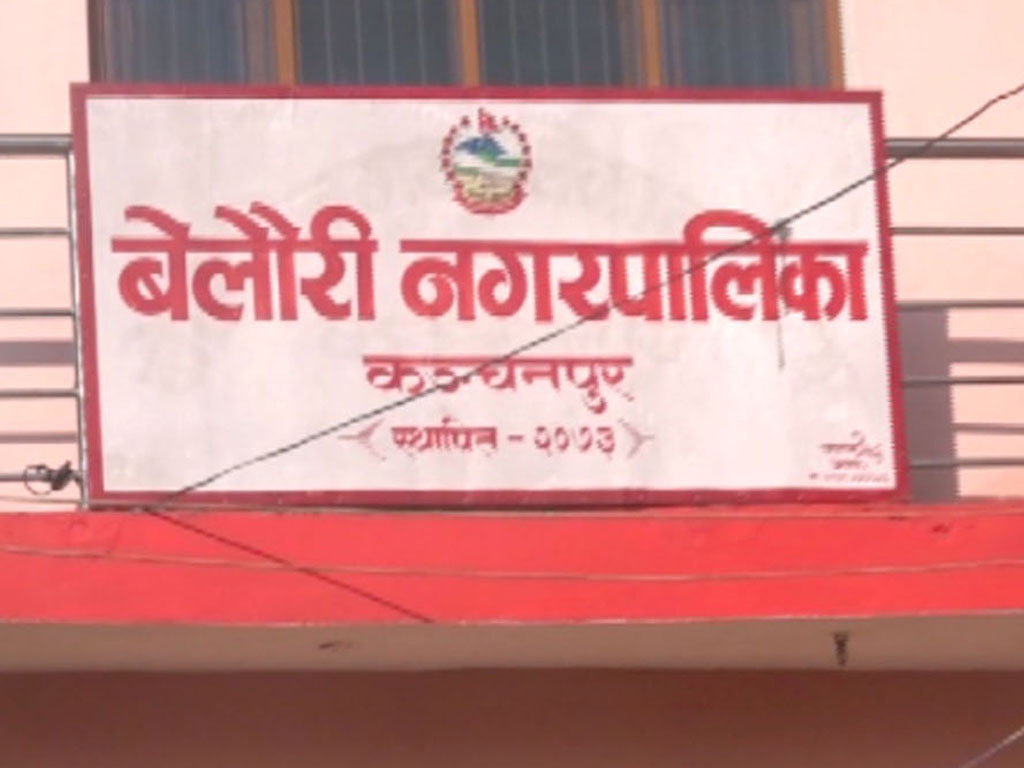 बेलौरी नगरपालिका
कञ्चनपुर
स्थापित - २०७३